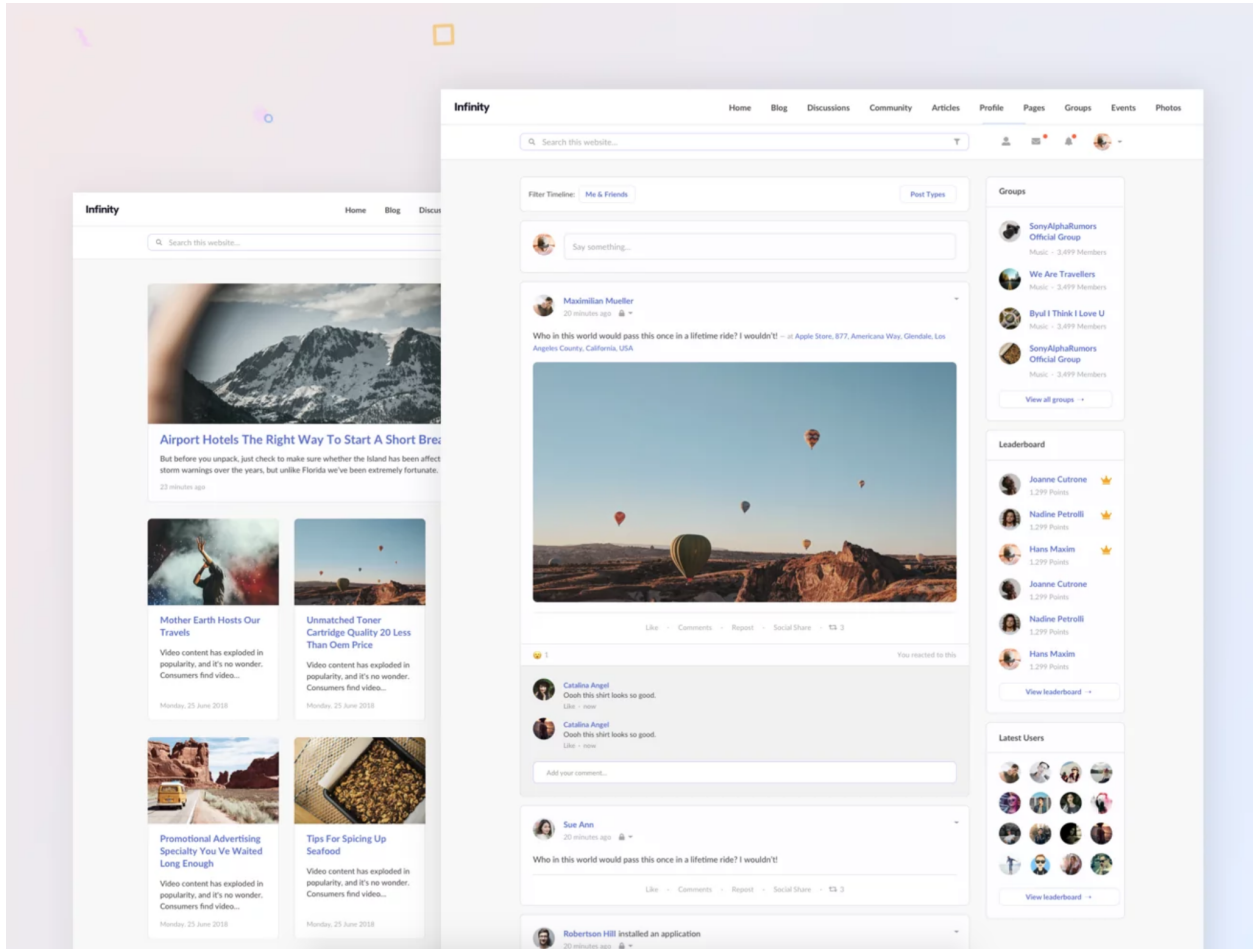 Infinity
Home Blog Discussions Community Articles Profile Pages Groups Events Photos
Search this website...
Filter Timeline: Me & Friends
Post Types
Say something...
Maximilian Mueller
20 minutes ago
Who in this world would pass this once in a lifetime ride? I wouldn't! — at Apple Store, 877, Americana Way, Glendale, Los
Angeles County, California, USA
Like - Comments - Repost - Social Share - 3
1
You reacted to this
Catalina Angel
Oooh this shirt looks so good.
Like - now
Catalina Angel
Oooh this shirt looks so good.
Like - now
Add your comment...
Sue Ann
20 minutes ago
Who in this world would pass this once in a lifetime ride? I wouldn't!
Like - Comments - Repost - Social Share - 3
Robertson Hill installed an application
20 minutes ago
Groups
SonyAlphaRumors
Official Group
Music - 3.499 Members
We Are Travellers
Music - 3.499 Members
Byul I Think I Love U
Music - 3.499 Members
SonyAlphaRumors
Official Group
Music - 3.499 Members
View all groups →
Leaderboard
Joanne Cutrone
1.299 Points
Nadine Petrolli
1.299 Points
Hans Maxim
1.299 Points
Joanne Cutrone
1.299 Points
Nadine Petrolli
1.299 Points
Hans Maxim
1.299 Points
View leaderboard →
Latest Users
View leaderboard →
Infinity
Home Blog Discus
Search this website...
Airport Hotels The Right Way To Start A Short Brea
But before you unpack, just check to make sure whether the Island has been affect
storm warnings over the years, but unlike Florida we've been extremely fortunate.
23 minutes ago
Mother Earth Hosts Our
Travels
Video content has exploded in
popularity, and it's no wonder.
Consumers find video...
Monday, 25 June 2018
Unmatched Toner
Cartridge Quality 20 Less
Than Oem Price
Video content has exploded in
popularity, and it's no wonder.
Consumers find video...
Monday, 25 June 2018
Promotional Advertising
Specialty You Ve Waited
Long Enough
Video content has exploded in
popularity, and it's no wonder.
Consumers find video...
Monday, 25 June 2018
Tips For Spicing Up
Seafood
Video content has exploded in
popularity, and it's no wonder.
Consumers find video...
Monday, 25 June 2018